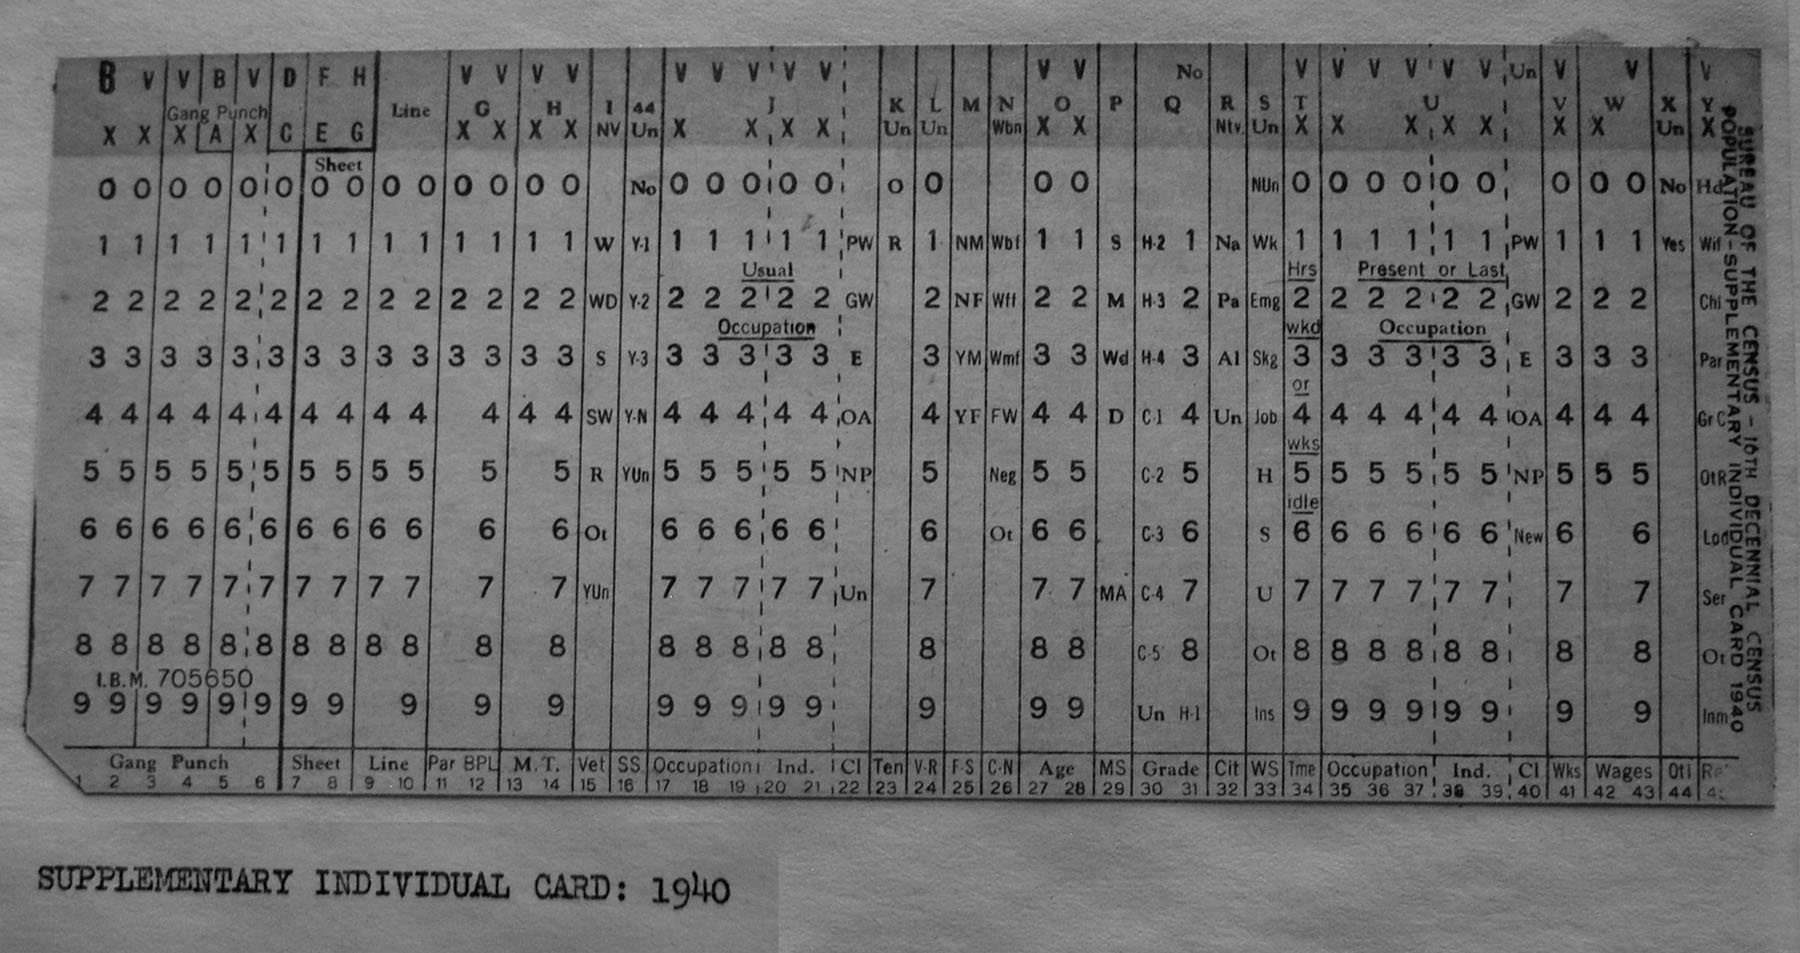 B V V B V D F H V V V V V V V V V V V No V V V V V V Un V V V
Gang Punch Line G H I 44 J K L M N O P Q R S T U V W X Y
X X X A X C E G X X X X NV Un X X X X Un Un Wbn X X Ntv. Un X X X X X X X Un X
Sheet
0 0 0 0 0 0 0 0 0 0 0 0 0 0 No 0 0 0 0 0 O 0 0 0 NUn 0 0 0 0 0 0 0 0 0 No Hd
1 1 1 1 1 1 1 1 1 1 1 1 1 1 W Y-1 1 1 1 1 1 PW R 1 NM Wbf 1 1 S H-2 1 Na Wk 1 1 1 1 1 1 PW 1 1 1 Yes Wif
Usual Hrs Present or Last
2 2 2 2 2 2 2 2 2 2 2 2 2 2 WD Y-2 2 2 2 2 2 GW 2 NF Wff 2 2 M H-3 2 Pa Emg 2 2 2 2 2 2 GW 2 2 2 Chi
Occupation wkd Occupation
3 3 3 3 3 3 3 3 3 3 3 3 3 3 S Y-3 3 3 3 3 3 E 3 YM Wmf 3 3 Wd H-4 3 Al Skg 3 3 3 3 3 3 E 3 3 3 Par
or
4 4 4 4 4 4 4 4 4 4 4 4 4 SW Y-N 4 4 4 4 4 OA 4 YF FW 4 4 D C-1 4 Un Job 4 4 4 4 4 4 OA 4 4 4 Gr C
wks
5 5 5 5 5 5 5 5 5 5 5 5 R YUn 5 5 5 5 5 NP 5 Neg 5 5 C-2 5 H 5 5 5 5 5 5 NP 5 5 5 OtR
idle
6 6 6 6 6 6 6 6 6 6 6 6 Ot 6 6 6 6 6 6 Ot 6 6 C-3 6 S 6 6 6 6 6 6 New 6 6 Lod
7 7 7 7 7 7 7 7 7 7 7 7 YUn 7 7 7 7 7 Un 7 7 7 MA C-4 7 U 7 7 7 7 7 7 7 7 Ser
8 8 8 8 8 8 8 8 8 8 8 8 8 8 8 8 8 8 8 8 C-5 8 Ot 8 8 8 8 8 8 8 8 Ot
I.B.M. 705650
9 9 9 9 9 9 9 9 9 9 9 9 9 9 9 9 9 9 9 Un H-1 Ins 9 9 9 9 9 9 9 9 Inm
Gang Punch Sheet Line Par BPL M.T. Vet SS Occupation Ind. Cl Ten V-R F-S C-N Age MS Grade Cit WS Tme Occupation Ind. Cl Wks Wages Oti
1 2 3 4 5 6 7 8 9 10 11 12 13 14 15 16 17 18 19 20 21 22 23 24 25 26 27 28 29 30 31 32 33 34 35 36 37 38 39 40 41 42 43 44
BUREAU OF THE CENSUS – 16TH DECENNIAL CENSUS
POPULATION – SUPPLEMENTARY INDIVIDUAL CARD 1940
SUPPLEMENTARY INDIVIDUAL CARD: 1940